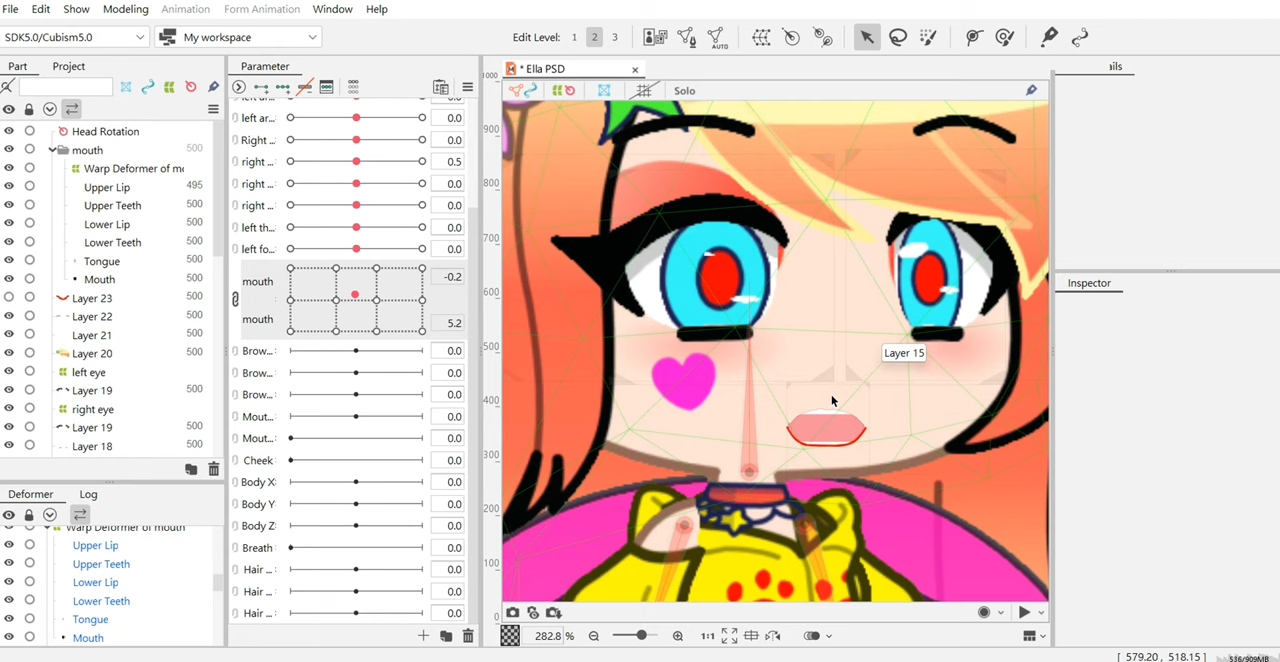 File Edit Show Modeling Animation Form Animation Window Help
SDK5.0/Cubism5.0 My workspace Edit Level: 1 2 3 AUTO
Part Project
Parameter
* Ella PSD
ails
Solo
Head Rotation
mouth 500
Warp Deformer of mo
Upper Lip 495
Upper Teeth 500
Lower Lip 500
Lower Teeth 500
Tongue 500
Mouth 500
Layer 23 500
Layer 22 500
Layer 21 500
Layer 20 500
left eye
Layer 19 500
right eye
Layer 19 500
Layer 18 500
Deformer Log
Warp Deformer of mouth
Upper Lip
Upper Teeth
Lower Lip
Lower Teeth
Tongue
Mouth
left ar... 0.0
left ar... 0.0
Right ... 0.0
right ... 0.5
right ... 0.0
right ... 0.0
left th... 0.0
left fo... 0.0
mouth -0.2
mouth 5.2
Brow... 0.0
Brow... 0.0
Brow... 0.0
Mout... 0.0
Mout... 0.0
Cheek 0.0
Body X 0.0
Body Y 0.0
Body Z 0.0
Breath 0.0
Hair ... 0.0
Hair ... 0.0
Hair ... 0.0
1000
900
800
700
600
500
400
300
200
100
0
Layer 15
Inspector
282.8 % 1:1
[ 579.20 , 518.15 ] 536/909MB